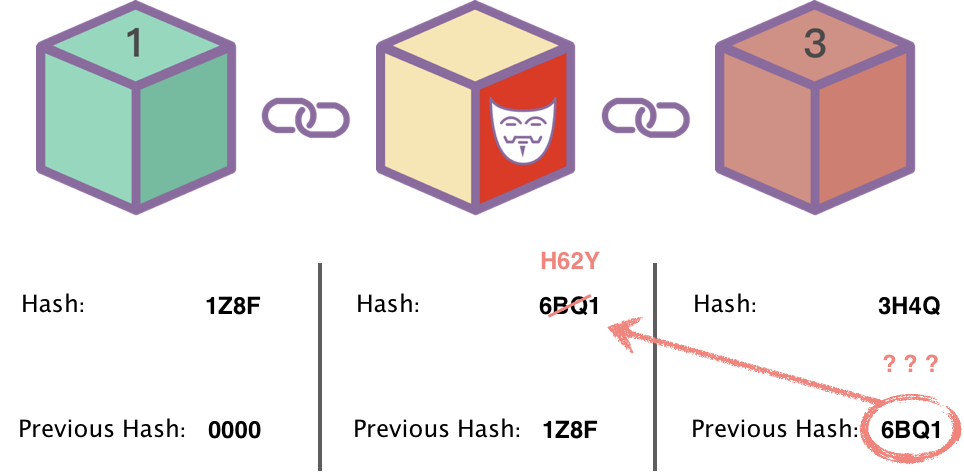 1
3
H62Y
Hash: 1Z8F
Hash: 6BQ1
Hash: 3H4Q
? ? ?
Previous Hash: 0000
Previous Hash: 1Z8F
Previous Hash: 6BQ1